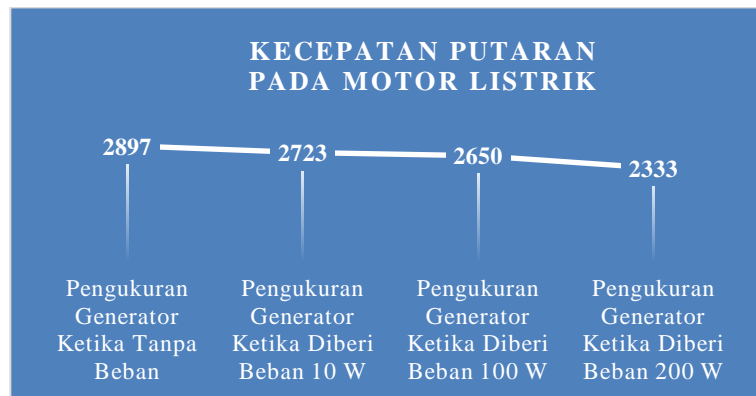 KECEPATAN PUTARAN
PADA MOTOR LISTRIK
2897
2723
2650
2333
Pengukuran
Generator
Ketika Tanpa
Beban
Pengukuran
Generator
Ketika Diberi
Beban 10 W
Pengukuran
Generator
Ketika Diberi
Beban 100 W
Pengukuran
Generator
Ketika Diberi
Beban 200 W